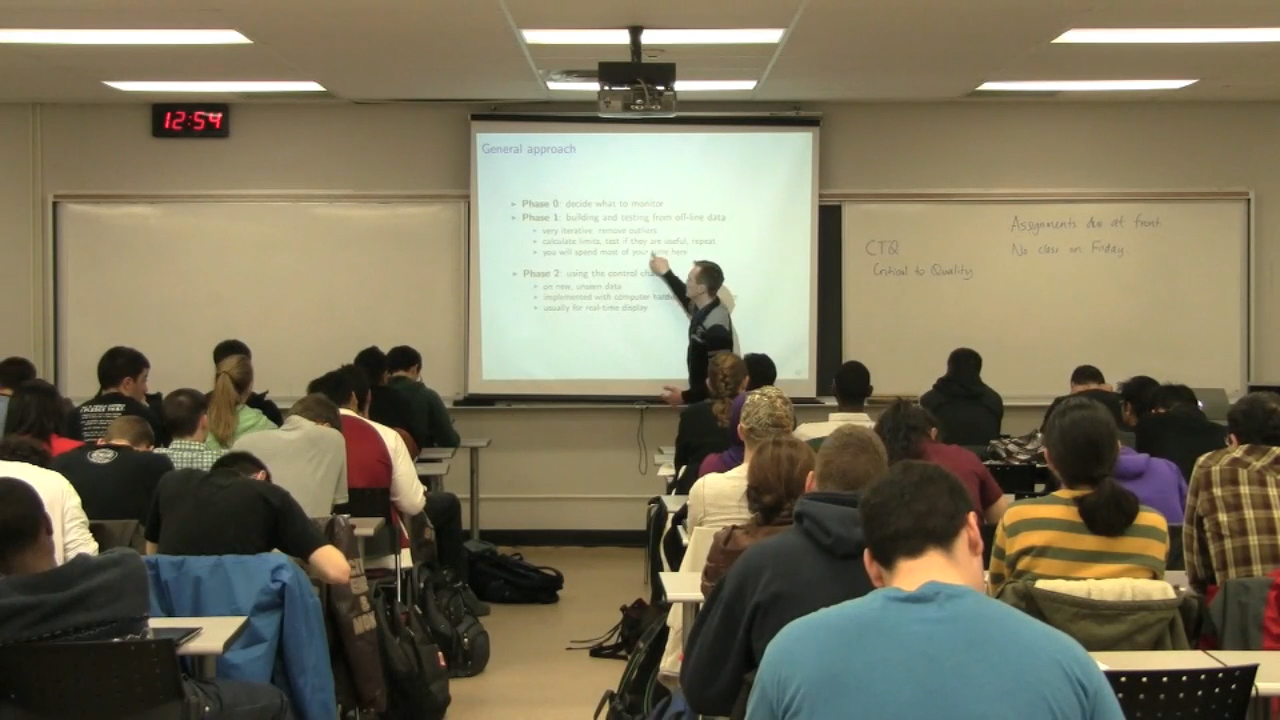 12:54
General approach
Phase 0: decide what to monitor
Phase 1: building and testing from off-line data
very iterative: remove outliers
calculate limits, test if they are useful, repeat
you will spend most of your time here
Phase 2: using the control
on new, unseen data
implemented with computer
usually for real-time display
Assignments due at front.
CTQ
No class on Friday.
Critical to Quality